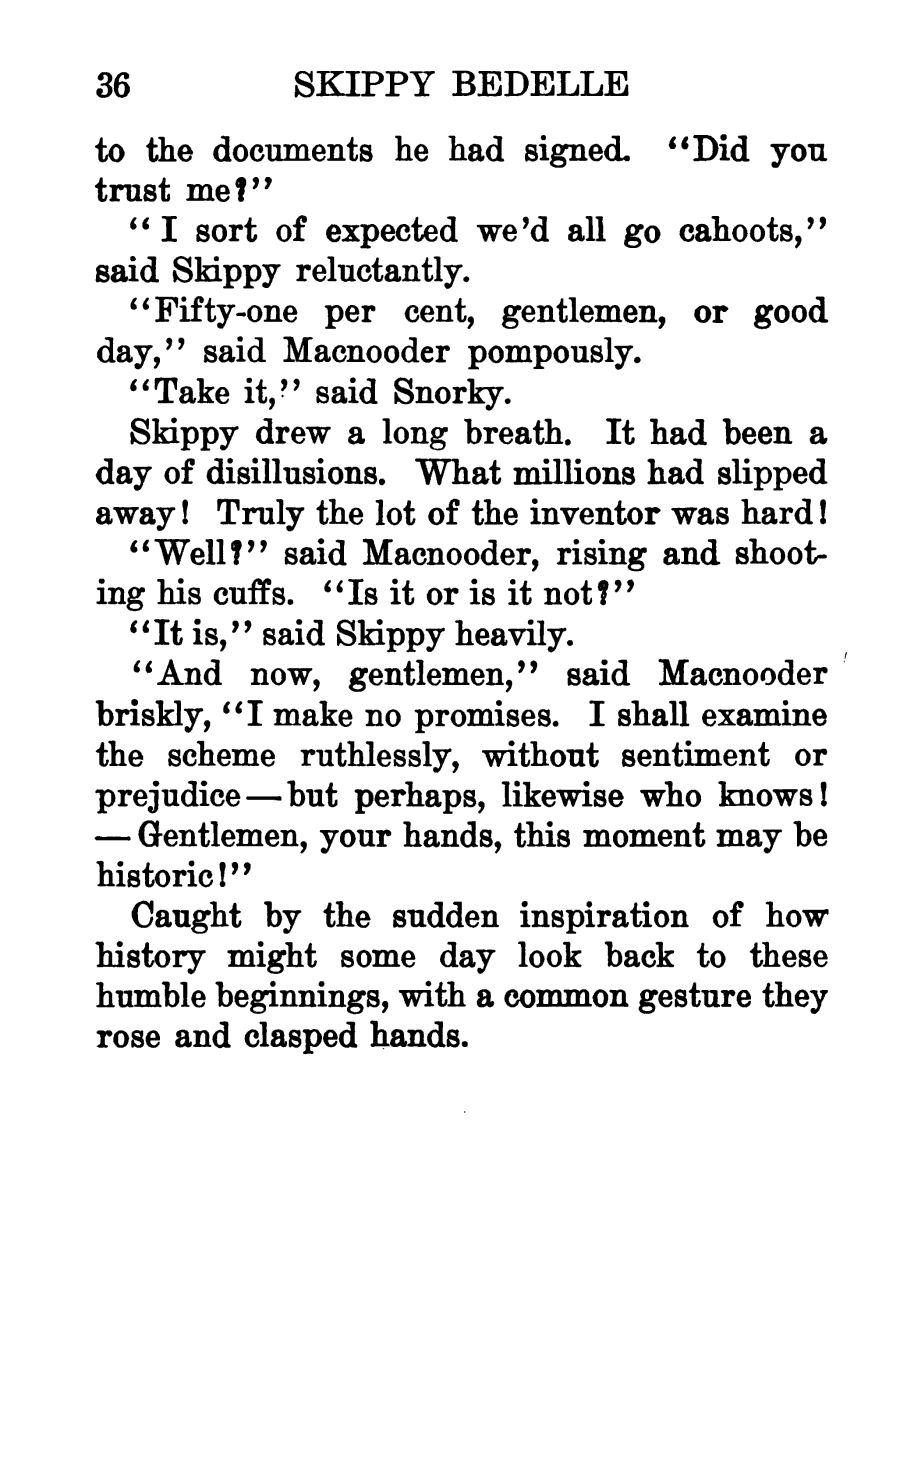 36 SKIPPY BEDELLE
to the documents he had signed. "Did you
trust me?"
"I sort of expected we'd all go cahoots,"
said Skippy reluctantly.
"Fifty-one per cent, gentlemen, or good
day," said Macnooder pompously.
"Take it," said Snorky.
Skippy drew a long breath. It had been a
day of disillusions. What millions had slipped
away! Truly the lot of the inventor was hard!
"Well?" said Macnooder, rising and shoot-
ing his cuffs. "Is it or is it not?"
"It is," said Skippy heavily.
"And now, gentlemen," said Macnooder
briskly, "I make no promises. I shall examine
the scheme ruthlessly, without sentiment or
prejudice—but perhaps, likewise who knows!
—Gentlemen, your hands, this moment may be
historic!"
Caught by the sudden inspiration of how
history might some day look back to these
humble beginnings, with a common gesture they
rose and clasped hands.